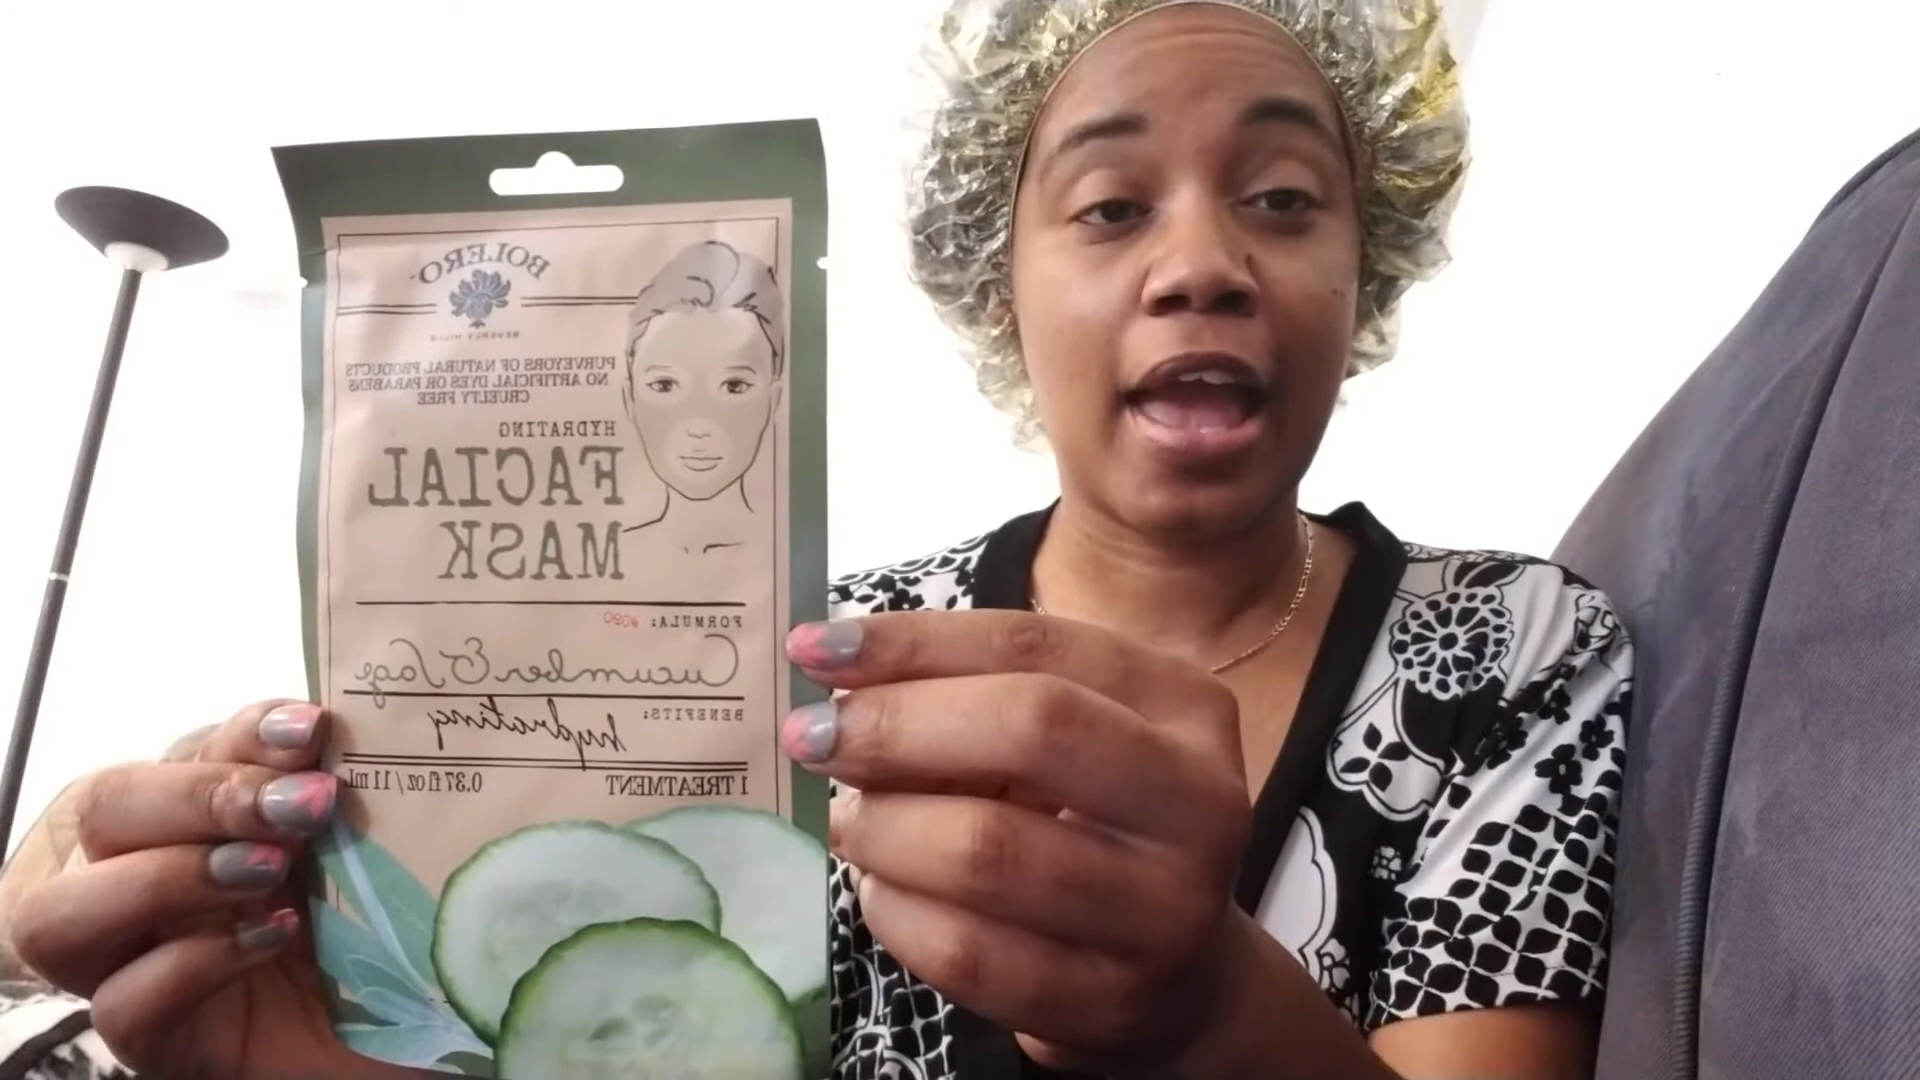 BOLERO
BEVERLY HILLS
PURVEYORS OF NATURAL PRODUCTS
NO ARTIFICIAL DYES OR PARABENS
CRUELTY FREE
HYDRATING
FACIAL
MASK
FORMULA: #090
Cucumber & Sage
BENEFITS:
hydrating
1 TREATMENT 0.37 fl oz / 11 mL